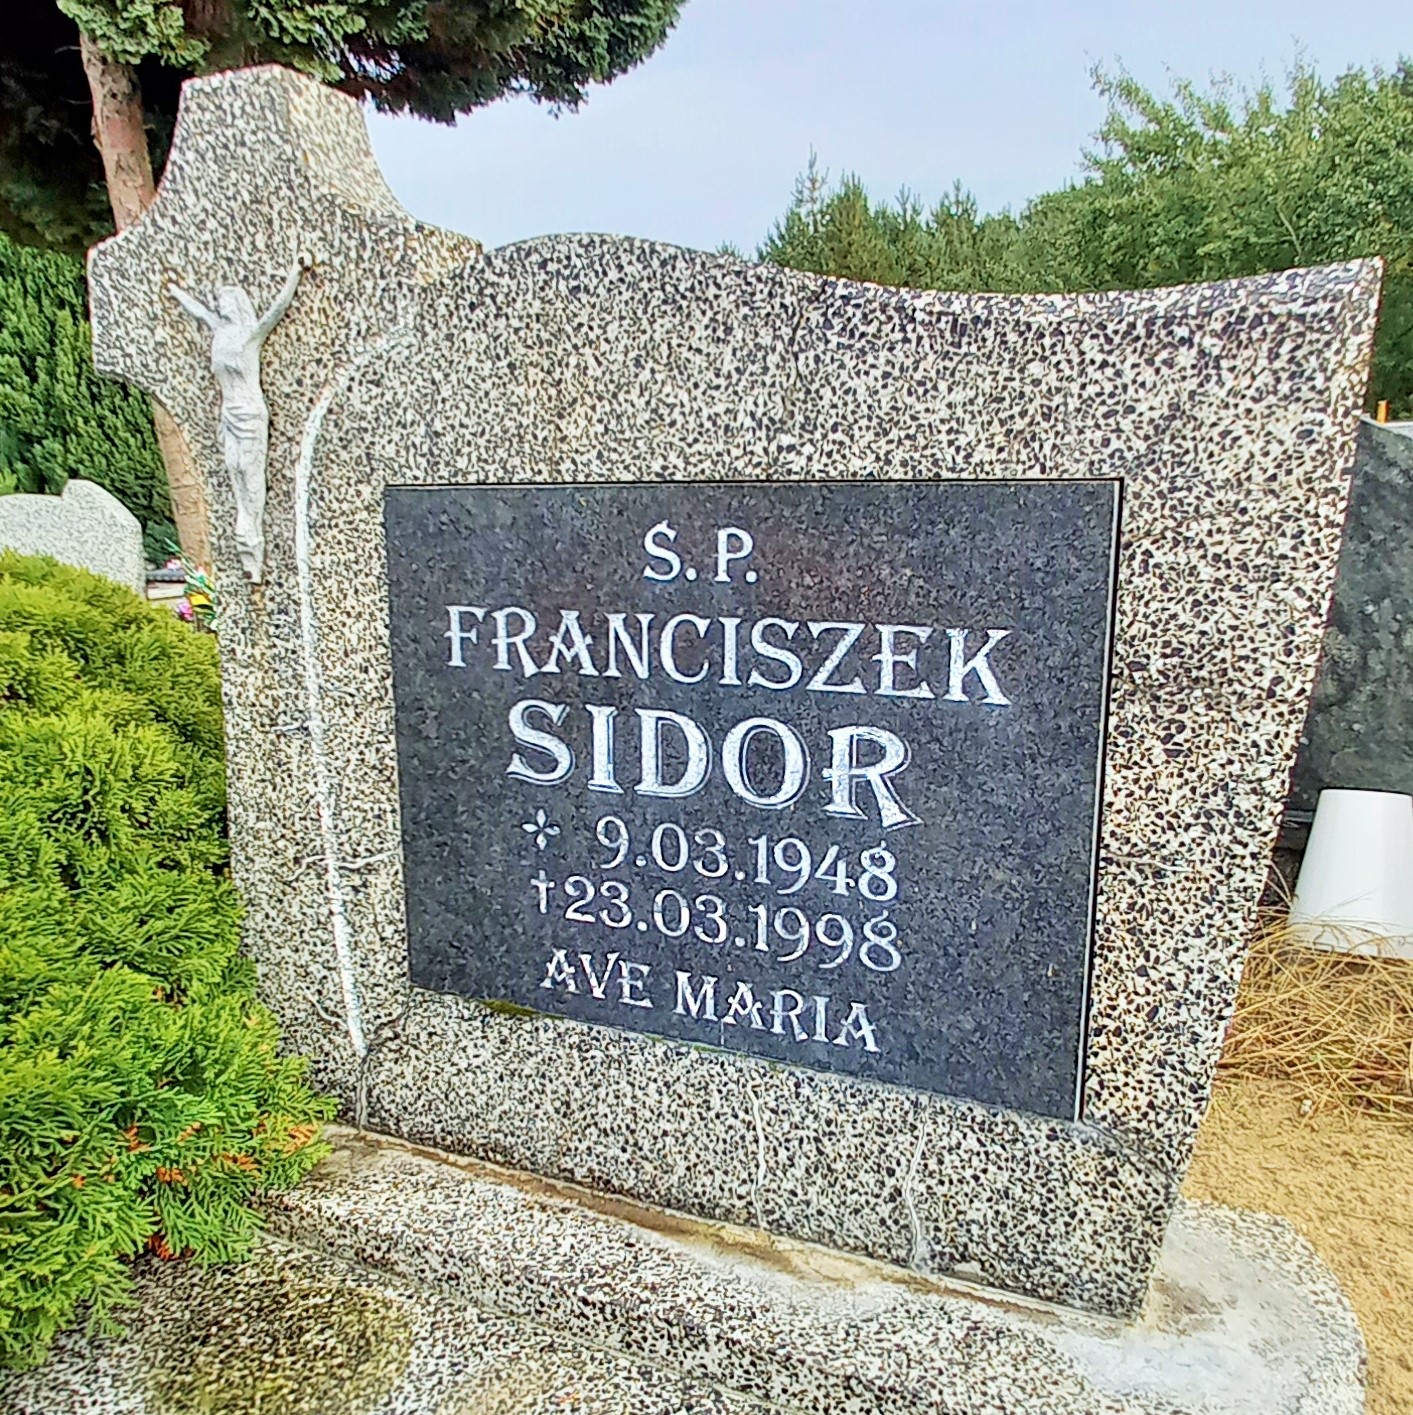 S. P.
FRANCISZEK
SIDOR
9.03.1948
†23.03.1998
AVE MARIA